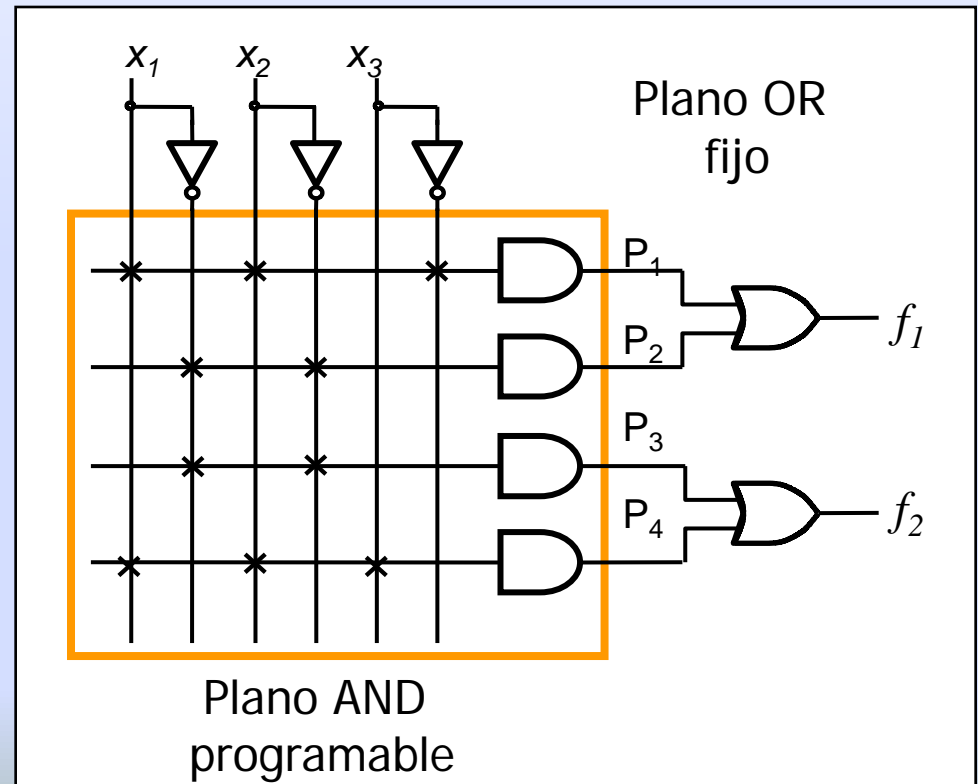 x₁ x₂ x₃
Plano OR
fijo
P₁
f₁
P₂
P₃
f₂
P₄
Plano AND
programable